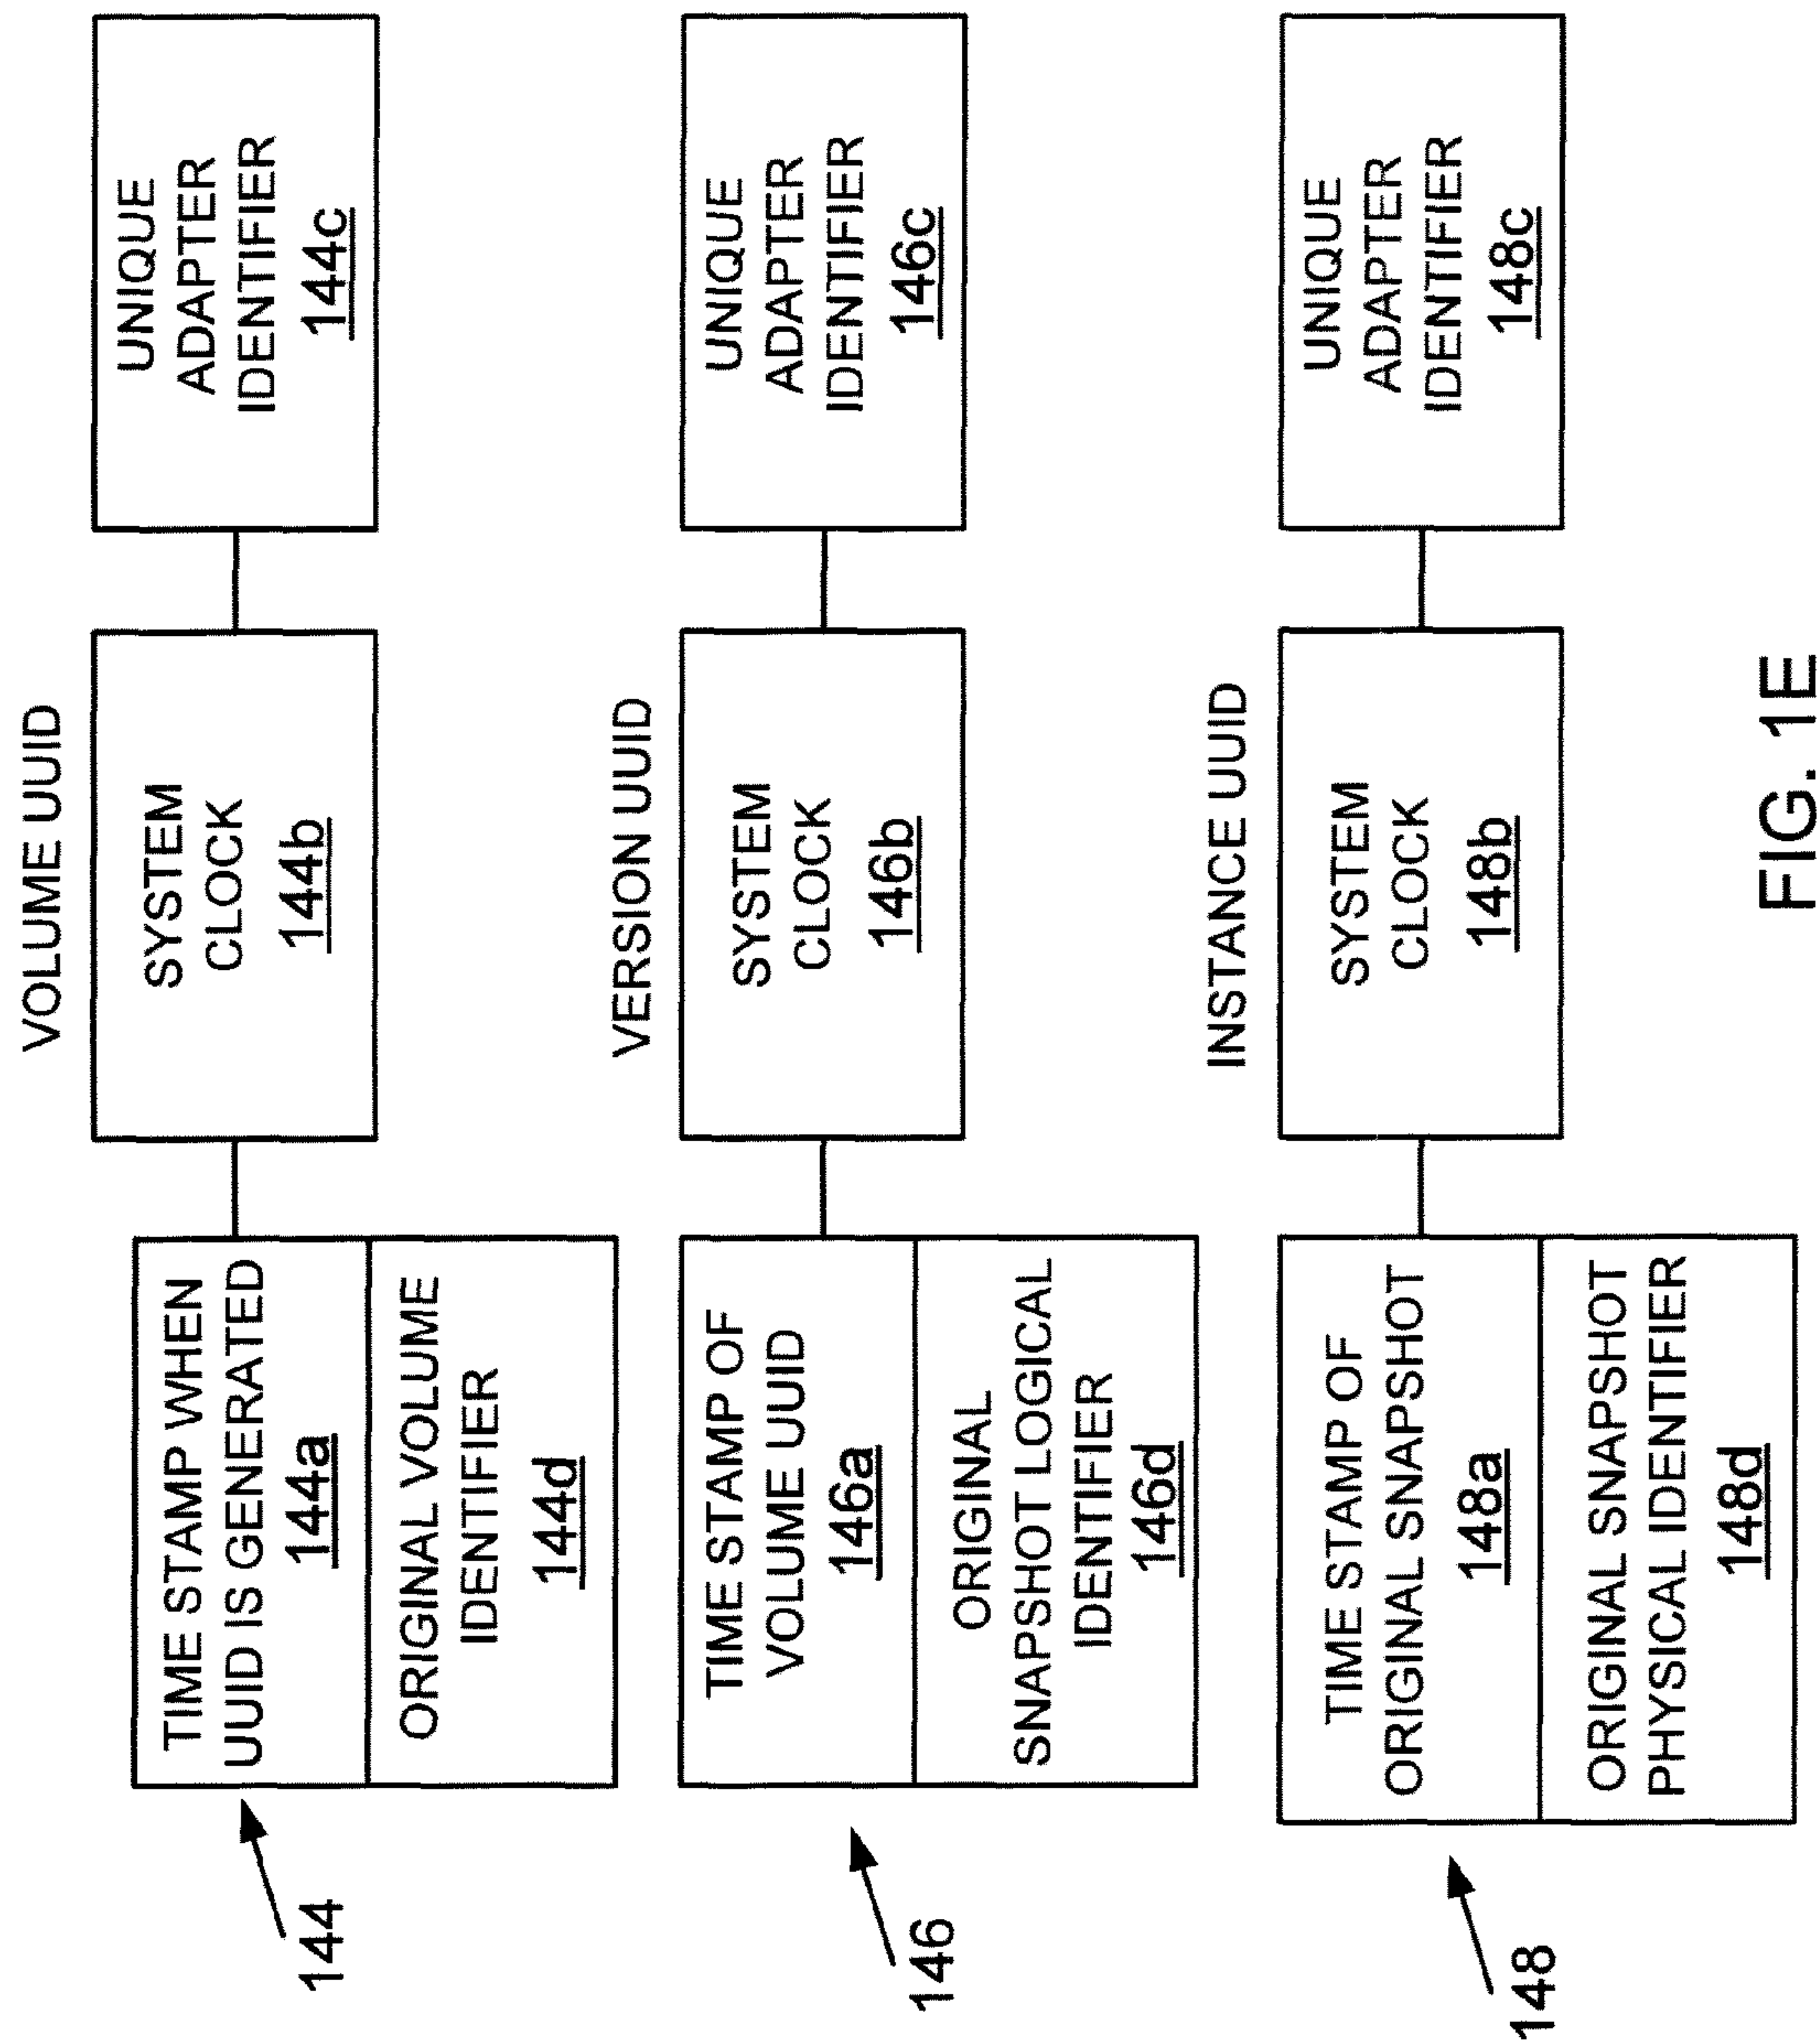 VOLUME UUID
TIME STAMP WHEN
UUID IS GENERATED
144a
ORIGINAL VOLUME
IDENTIFIER
144d
SYSTEM
CLOCK
144b
UNIQUE
ADAPTER
IDENTIFIER
144c
144
VERSION UUID
TIME STAMP OF
VOLUME UUID
146a
ORIGINAL
SNAPSHOT LOGICAL
IDENTIFIER
146d
SYSTEM
CLOCK
146b
UNIQUE
ADAPTER
IDENTIFIER
146c
146
INSTANCE UUID
TIME STAMP OF
ORIGINAL SNAPSHOT
148a
ORIGINAL SNAPSHOT
PHYSICAL IDENTIFIER
148d
SYSTEM
CLOCK
148b
UNIQUE
ADAPTER
IDENTIFIER
148c
148
FIG. 1E